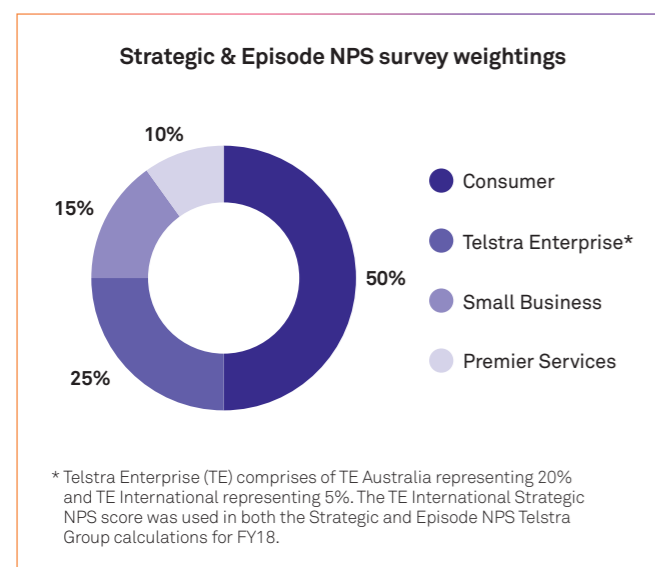 Strategic & Episode NPS survey weightings
10%
15%
50%
25%
Consumer
Telstra Enterprise*
Small Business
Premier Services
* Telstra Enterprise (TE) comprises of TE Australia representing 20%
and TE International representing 5%. The TE International Strategic
NPS score was used in both the Strategic and Episode NPS Telstra
Group calculations for FY18.